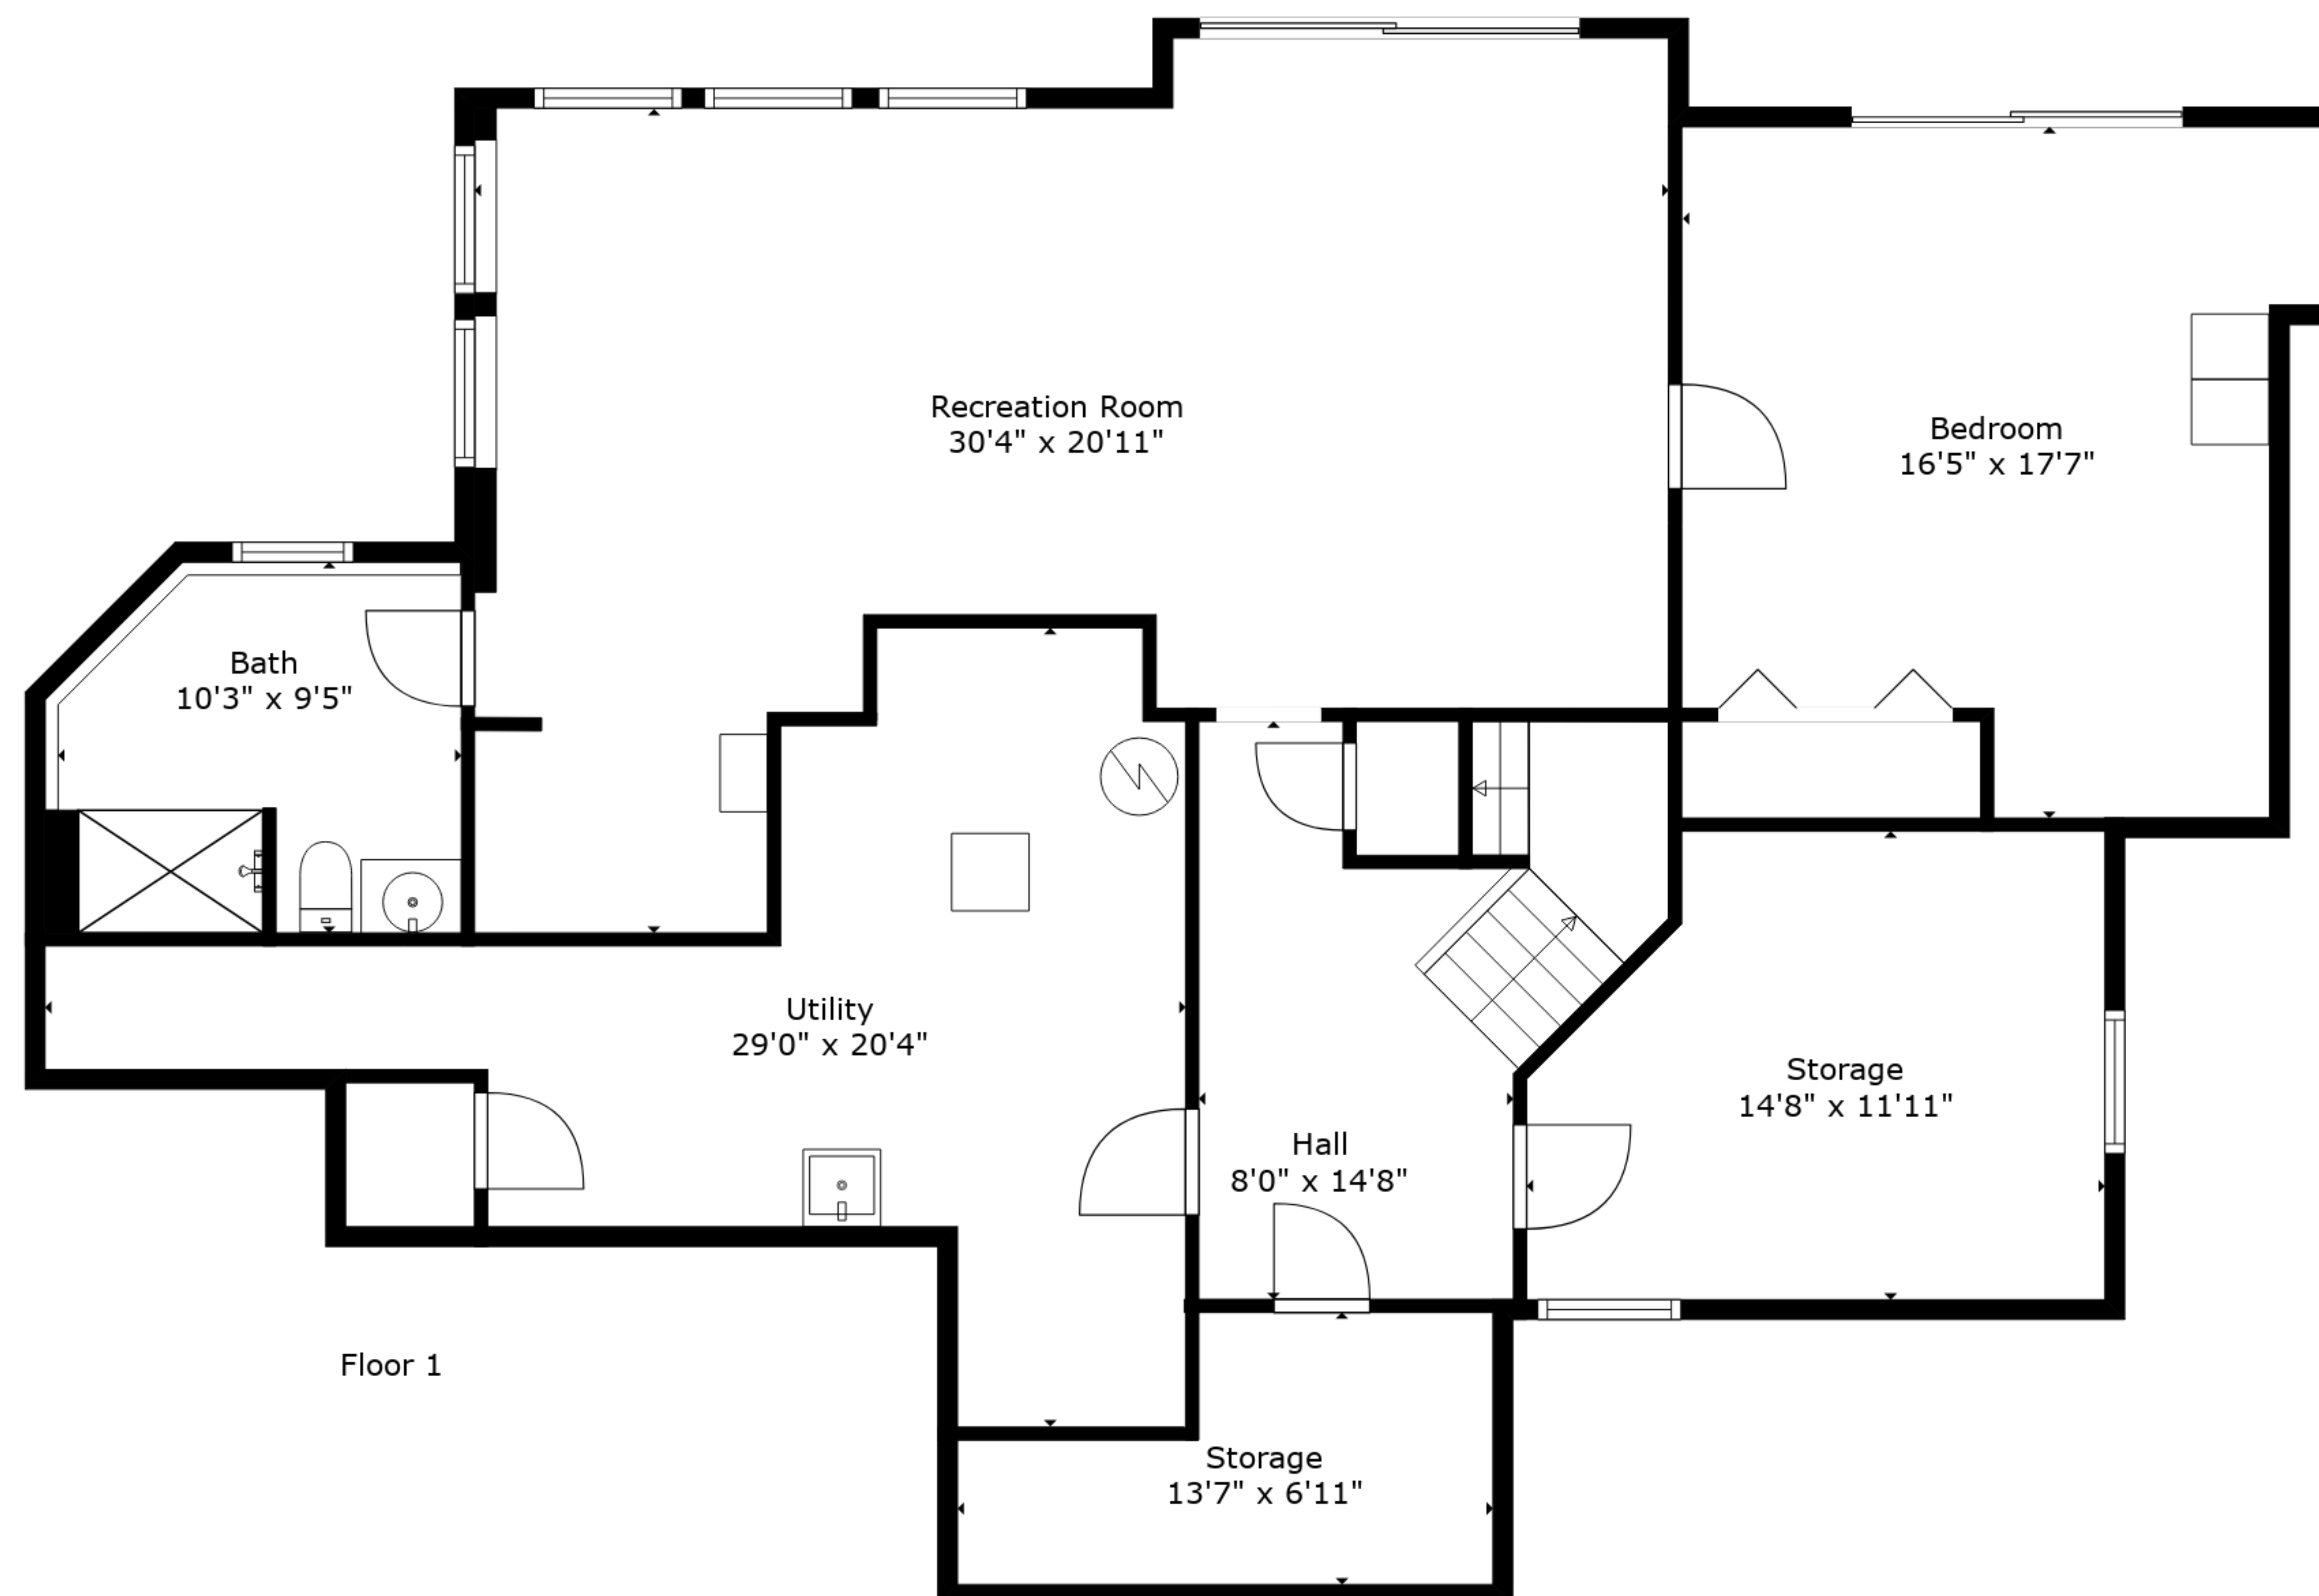 Recreation Room
30'4" x 20'11"
Bedroom
16'5" x 17'7"
Bath
10'3" x 9'5"
Utility
29'0" x 20'4"
Storage
14'8" x 11'11"
Hall
8'0" x 14'8"
Floor 1
Storage
13'7" x 6'11"